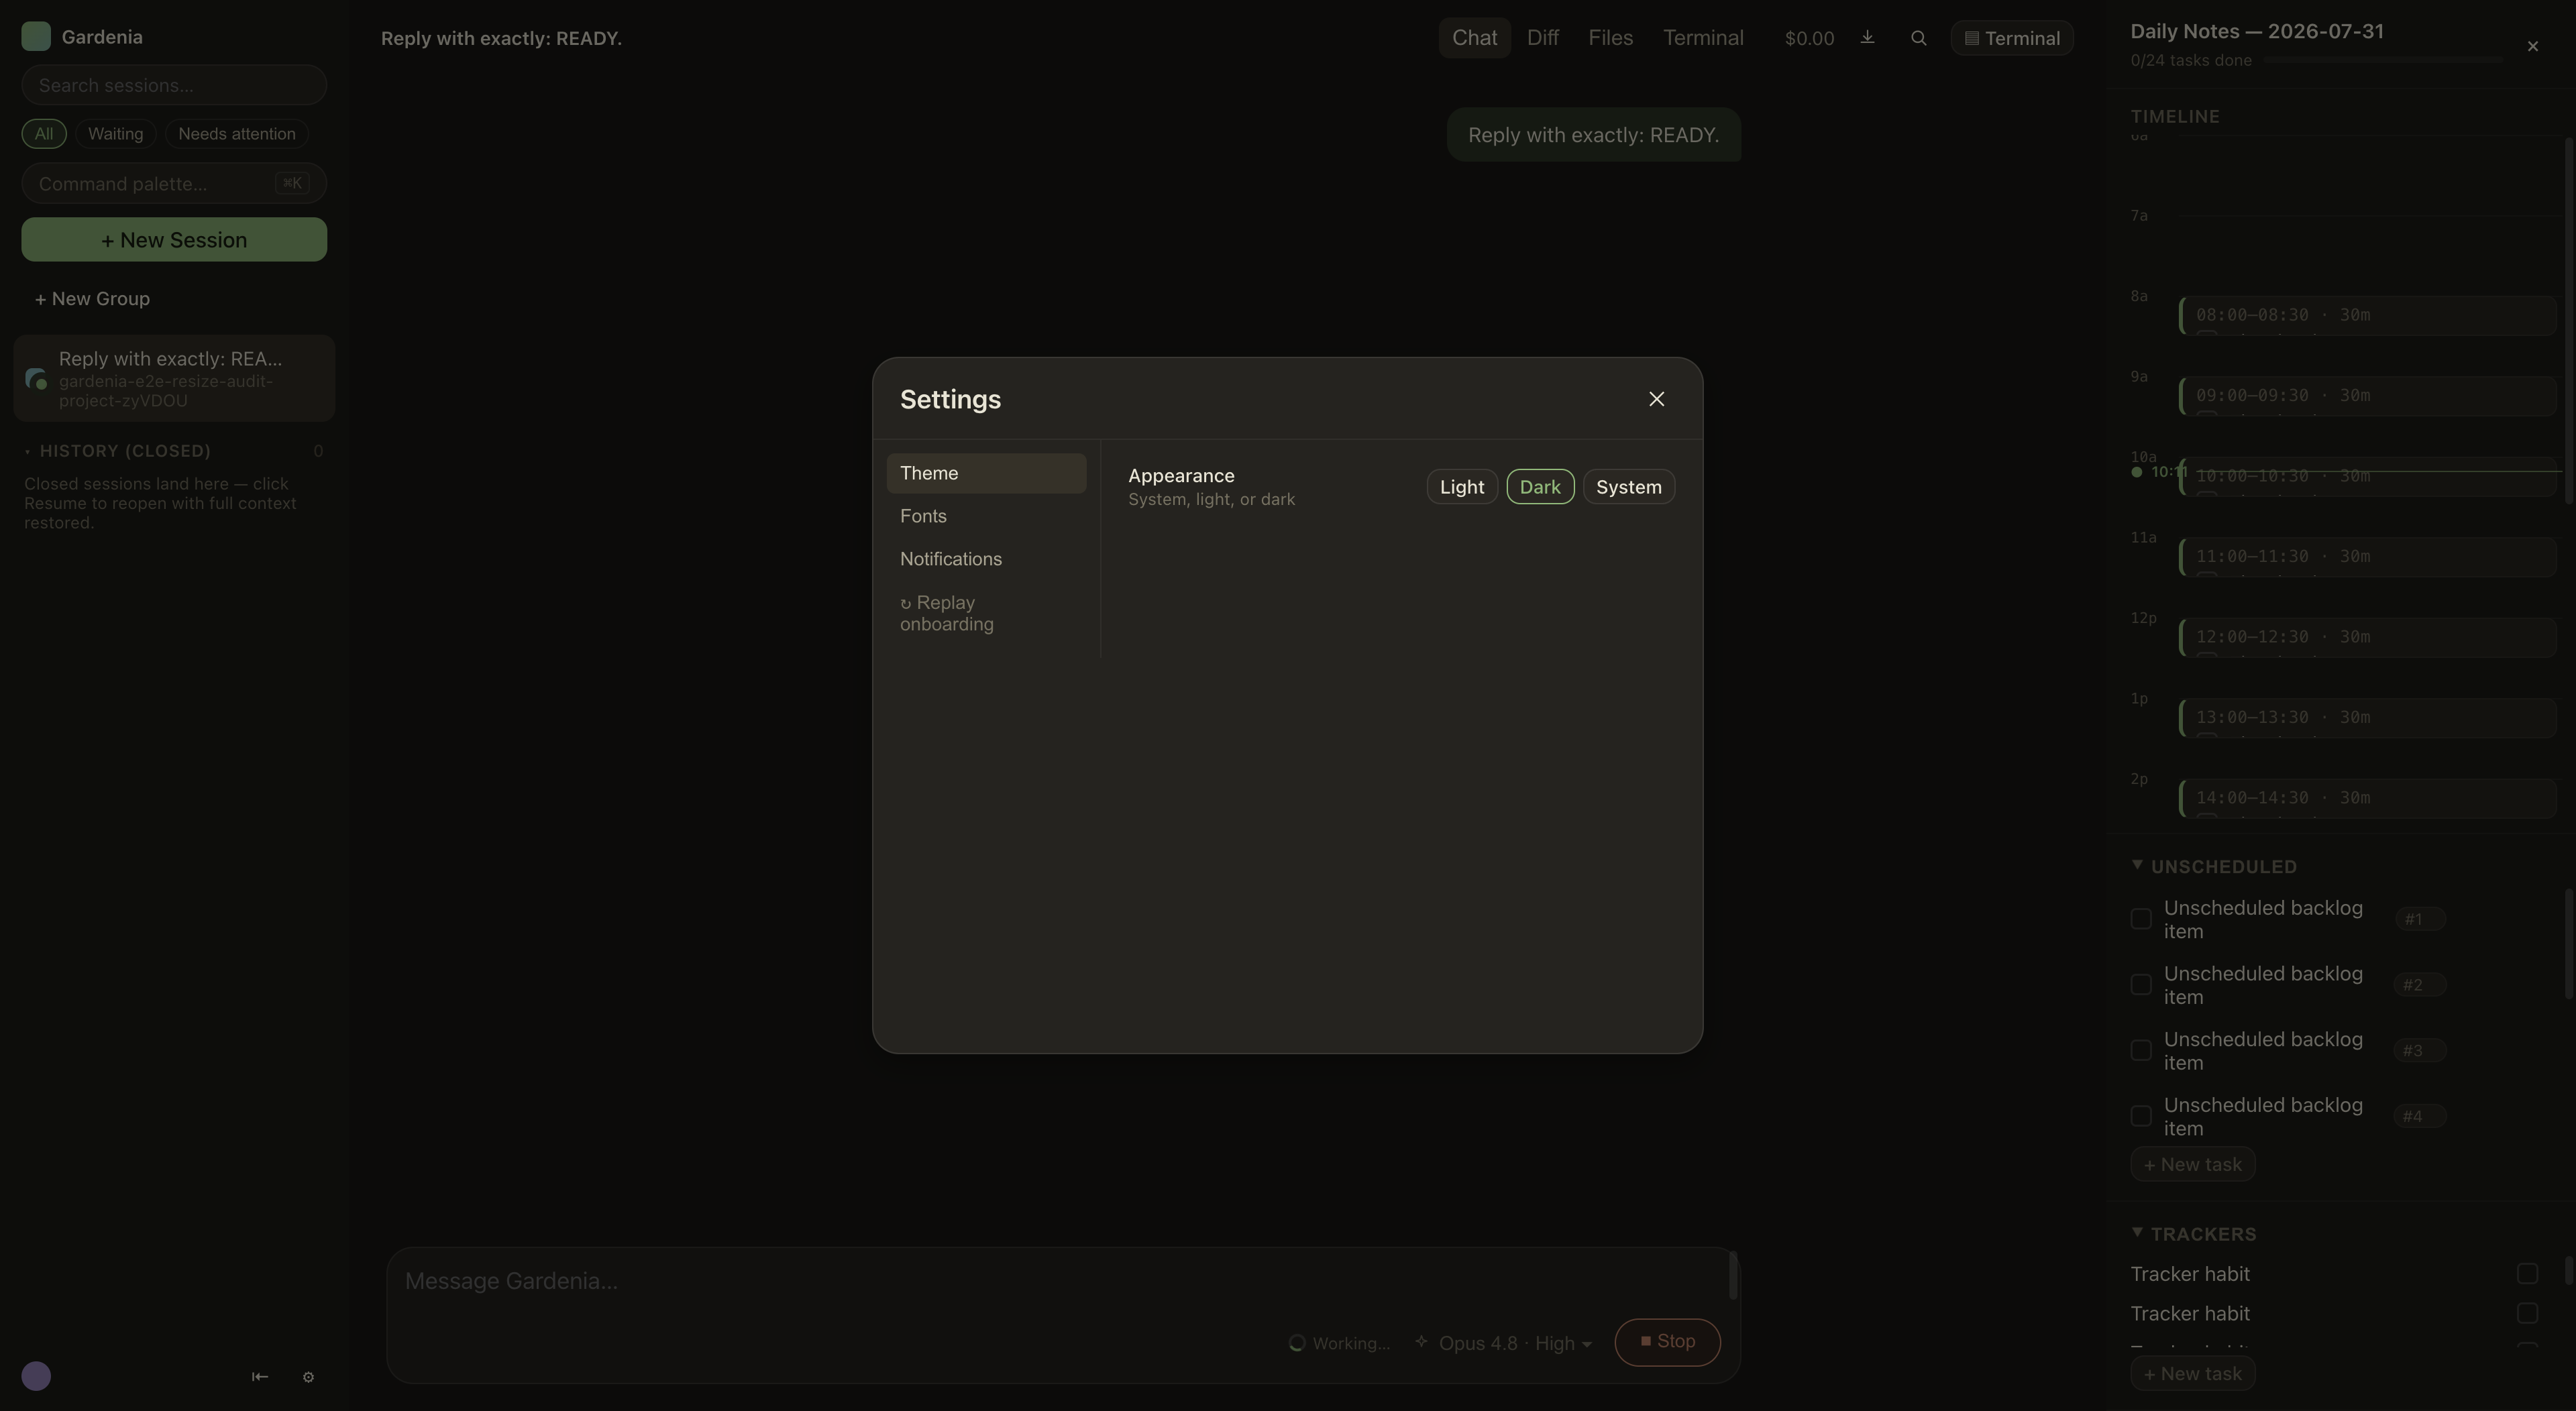 Gardenia
Search sessions...
All
Waiting
Needs attention
Command palette...
⌘K
+ New Session
+ New Group
Reply with exactly: REA...
gardenia-e2e-resize-audit-
project-zyVDOU
HISTORY (CLOSED)
0
Closed sessions land here — click
Resume to reopen with full context
restored.
Reply with exactly: READY.
Chat
Diff
Files
Terminal
$0.00
Terminal
Reply with exactly: READY.
Settings
Theme
Fonts
Notifications
↻ Replay
onboarding
Appearance
System, light, or dark
Light
Dark
System
Message Gardenia...
Working...
Opus 4.8 · High
Stop
Daily Notes — 2026-07-31
0/24 tasks done
TIMELINE
7a
8a
08:00–08:30 · 30m
9a
09:00–09:30 · 30m
10a
10:11
10:00–10:30 · 30m
11a
11:00–11:30 · 30m
12p
12:00–12:30 · 30m
1p
13:00–13:30 · 30m
2p
14:00–14:30 · 30m
UNSCHEDULED
Unscheduled backlog
item
#1
Unscheduled backlog
item
#2
Unscheduled backlog
item
#3
Unscheduled backlog
item
#4
+ New task
TRACKERS
Tracker habit
Tracker habit
+ New task